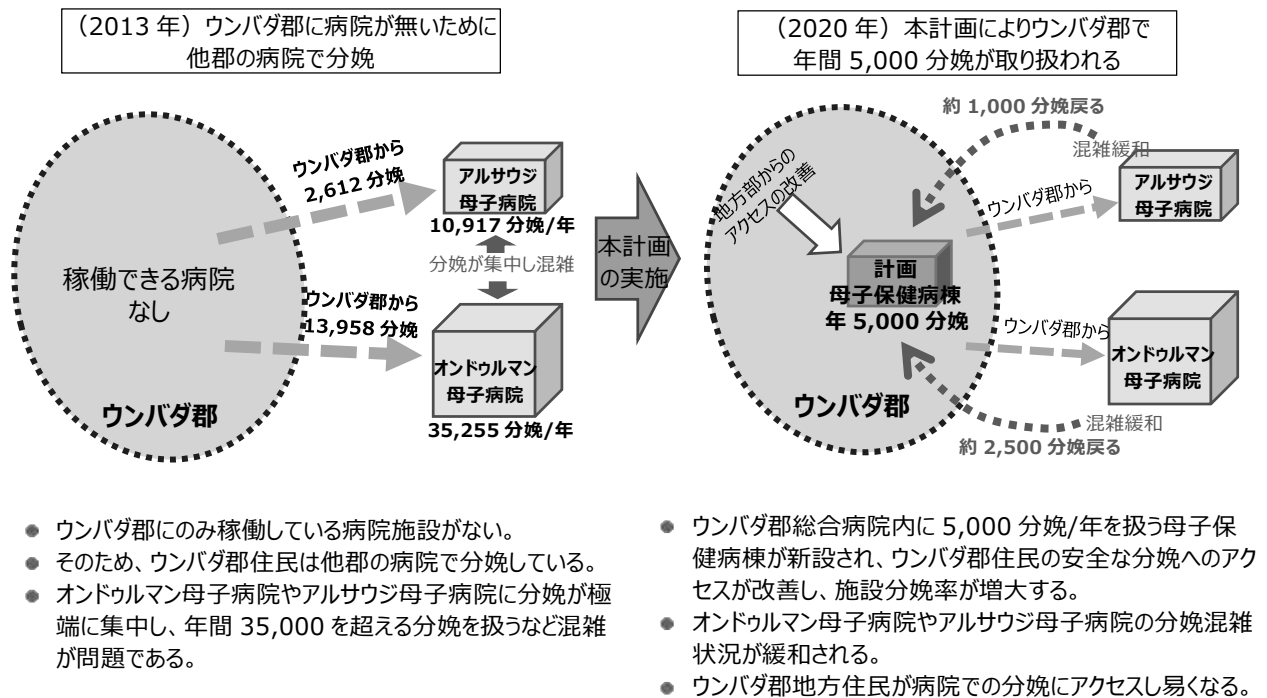 （2013 年）ウンバダ郡に病院が無いために
他郡の病院で分娩
ウンバダ郡から
2,612 分娩
アルサウジ
母子病院
10,917 分娩/年
分娩が集中し混雑
稼働できる病院
なし
ウンバダ郡から
13,958 分娩
オンドゥルマン
母子病院
35,255 分娩/年
ウンバダ郡
本計画
の実施
（2020 年）本計画によりウンバダ郡で
年間 5,000 分娩が取り扱われる
約 1,000 分娩戻る
混雑緩和
地方部からの
アクセスの改善
ウンバダ郡から
アルサウジ
母子病院
計画
母子保健病棟
年 5,000 分娩
ウンバダ郡から
オンドゥルマン
母子病院
ウンバダ郡
混雑緩和
約 2,500 分娩戻る
ウンバダ郡にのみ稼働している病院施設がない。
そのため、ウンバダ郡住民は他郡の病院で分娩している。
オンドゥルマン母子病院やアルサウジ母子病院に分娩が極
端に集中し、年間 35,000 を超える分娩を扱うなど混雑
が問題である。
ウンバダ郡総合病院内に 5,000 分娩/年を扱う母子保
健病棟が新設され、ウンバダ郡住民の安全な分娩へのアク
セスが改善し、施設分娩率が増大する。
オンドゥルマン母子病院やアルサウジ母子病院の分娩混雑
状況が緩和される。
ウンバダ郡地方住民が病院での分娩にアクセスし易くなる。